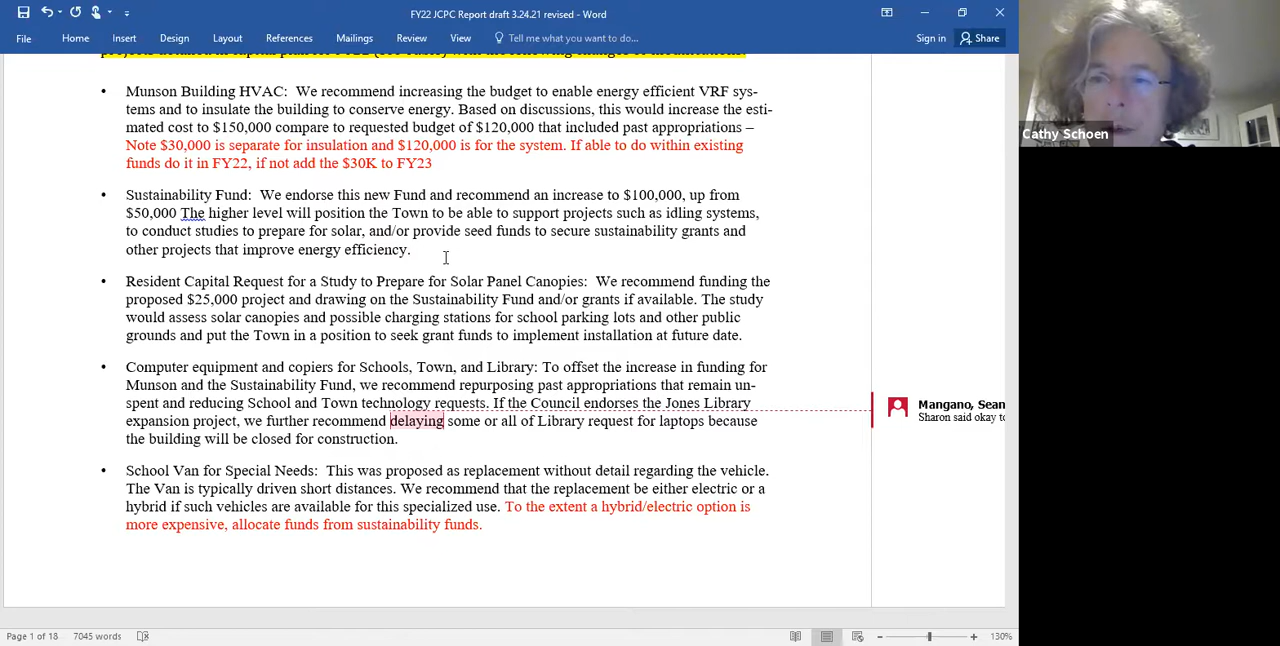 FY22 JCPC Report draft 3.24.21 revised - Word
File Home Insert Design Layout References Mailings Review View Tell me what you want to do... Sign in Share
• Munson Building HVAC: We recommend increasing the budget to enable energy efficient VRF sys-
tems and to insulate the building to conserve energy. Based on discussions, this would increase the esti-
mated cost to $150,000 compare to requested budget of $120,000 that included past appropriations –
Note $30,000 is separate for insulation and $120,000 is for the system. If able to do within existing
funds do it in FY22, if not add the $30K to FY23
• Sustainability Fund: We endorse this new Fund and recommend an increase to $100,000, up from
$50,000 The higher level will position the Town to be able to support projects such as idling systems,
to conduct studies to prepare for solar, and/or provide seed funds to secure sustainability grants and
other projects that improve energy efficiency.
• Resident Capital Request for a Study to Prepare for Solar Panel Canopies: We recommend funding the
proposed $25,000 project and drawing on the Sustainability Fund and/or grants if available. The study
would assess solar canopies and possible charging stations for school parking lots and other public
grounds and put the Town in a position to seek grant funds to implement installation at future date.
• Computer equipment and copiers for Schools, Town, and Library: To offset the increase in funding for
Munson and the Sustainability Fund, we recommend repurposing past appropriations that remain un-
spent and reducing School and Town technology requests. If the Council endorses the Jones Library
expansion project, we further recommend delaying some or all of Library request for laptops because
the building will be closed for construction.
• School Van for Special Needs: This was proposed as replacement without detail regarding the vehicle.
The Van is typically driven short distances. We recommend that the replacement be either electric or a
hybrid if such vehicles are available for this specialized use. To the extent a hybrid/electric option is
more expensive, allocate funds from sustainability funds.
Mangano, Sean
Sharon said okay to
Cathy Schoen
Page 1 of 18 7045 words 130%